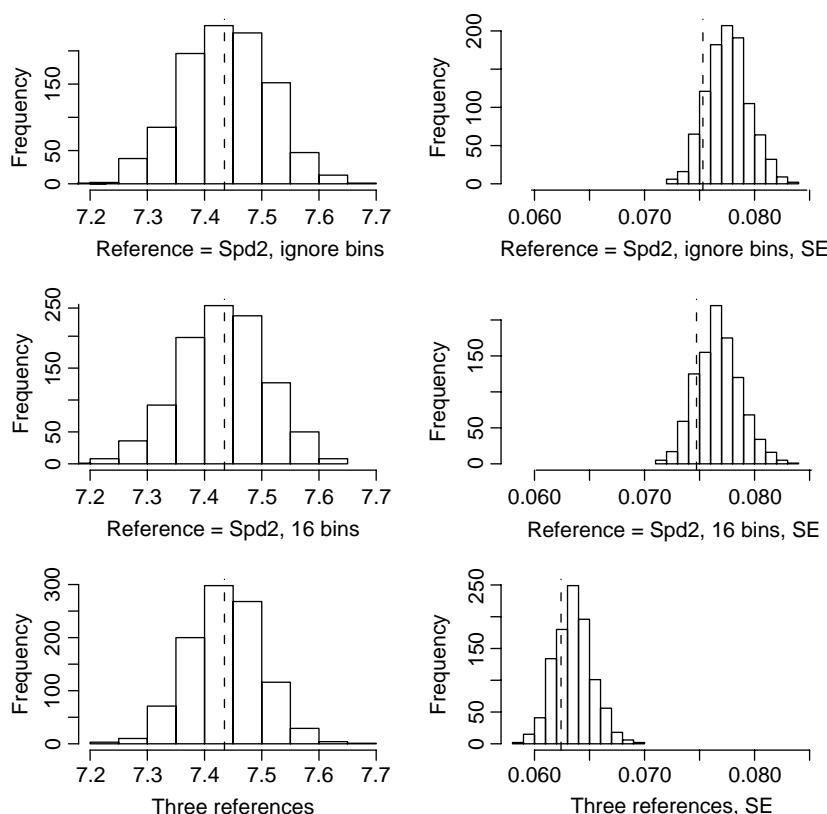 Frequency
0 50 150
7.2 7.3 7.4 7.5 7.6 7.7
Reference = Spd2, ignore bins
Frequency
0 50 100 200
0.060 0.070 0.080
Reference = Spd2, ignore bins, SE
Frequency
0 50 150 250
7.2 7.3 7.4 7.5 7.6 7.7
Reference = Spd2, 16 bins
Frequency
0 50 150
0.060 0.070 0.080
Reference = Spd2, 16 bins, SE
Frequency
0 100 200 300
7.2 7.3 7.4 7.5 7.6 7.7
Three references
Frequency
0 50 150 250
0.060 0.070 0.080
Three references, SE